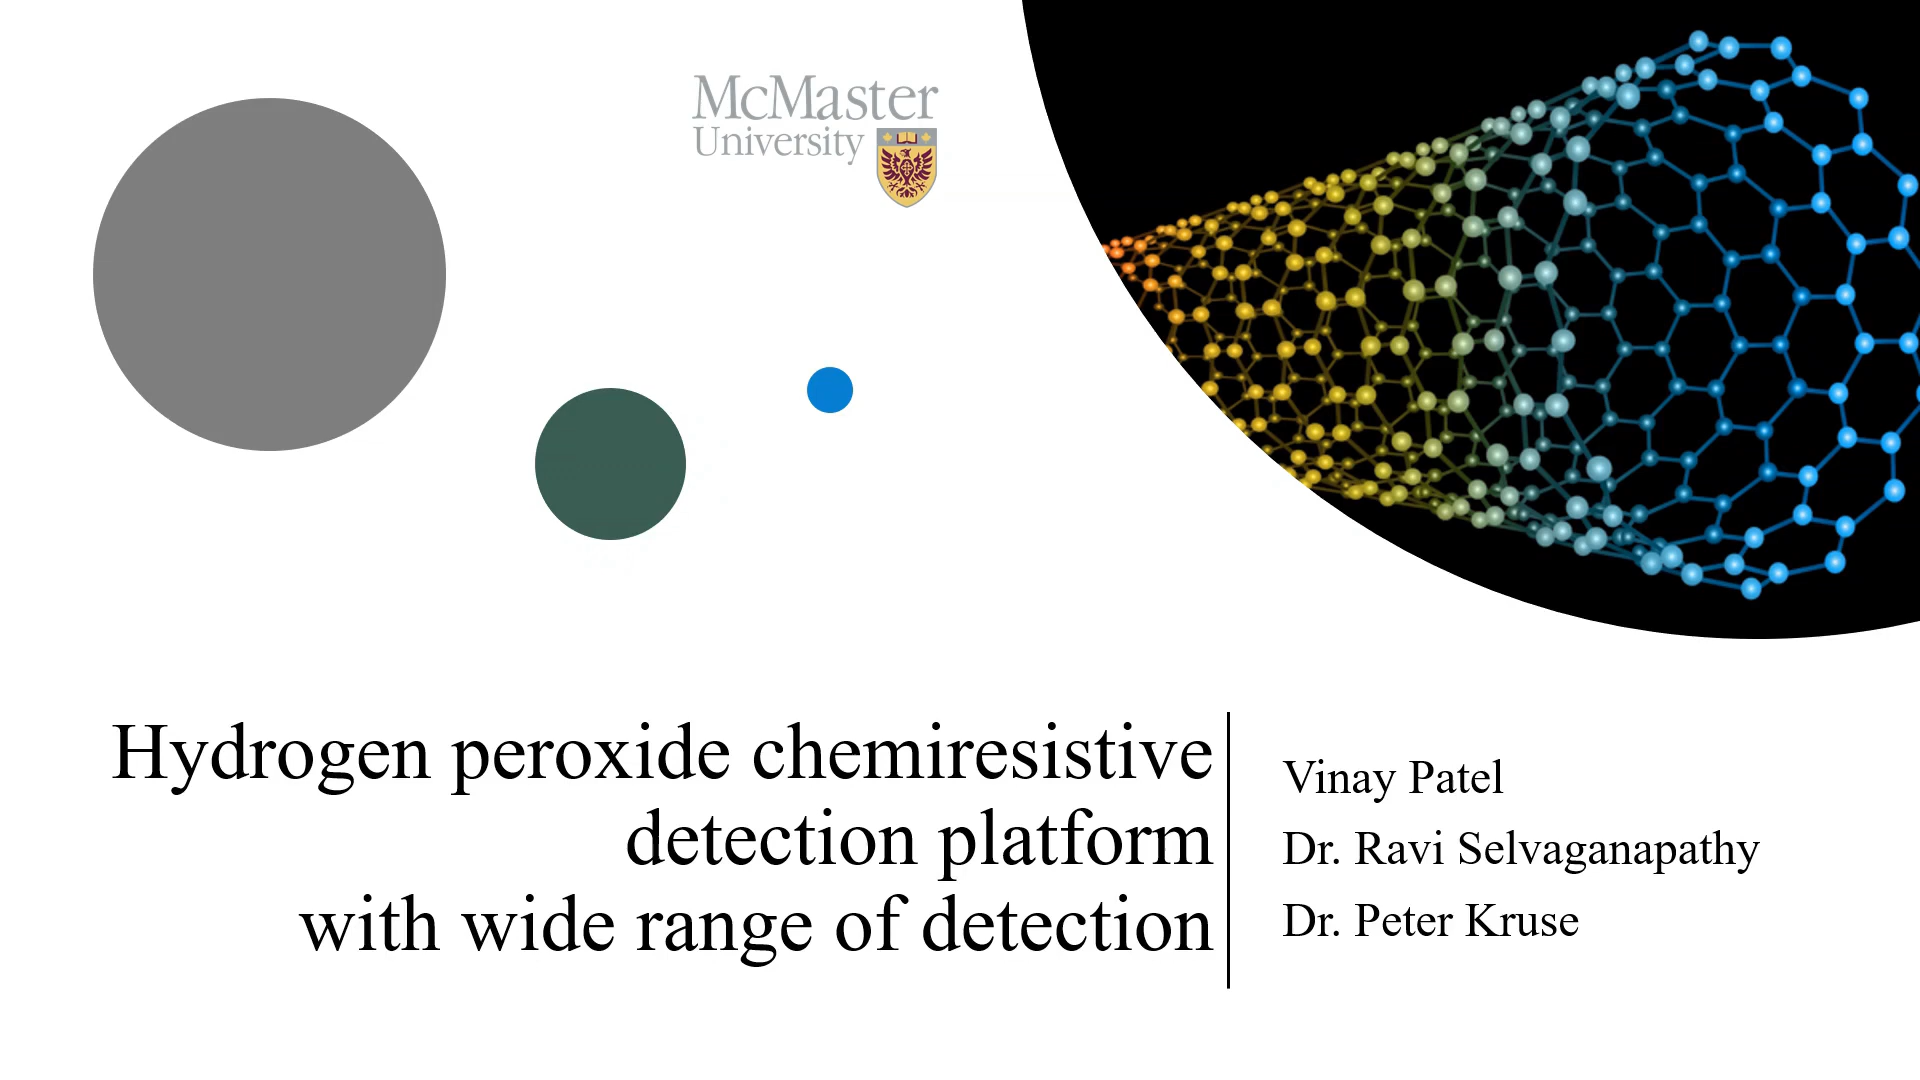 McMaster
University
Hydrogen peroxide chemiresistive
detection platform
with wide range of detection
Vinay Patel
Dr. Ravi Selvaganapathy
Dr. Peter Kruse